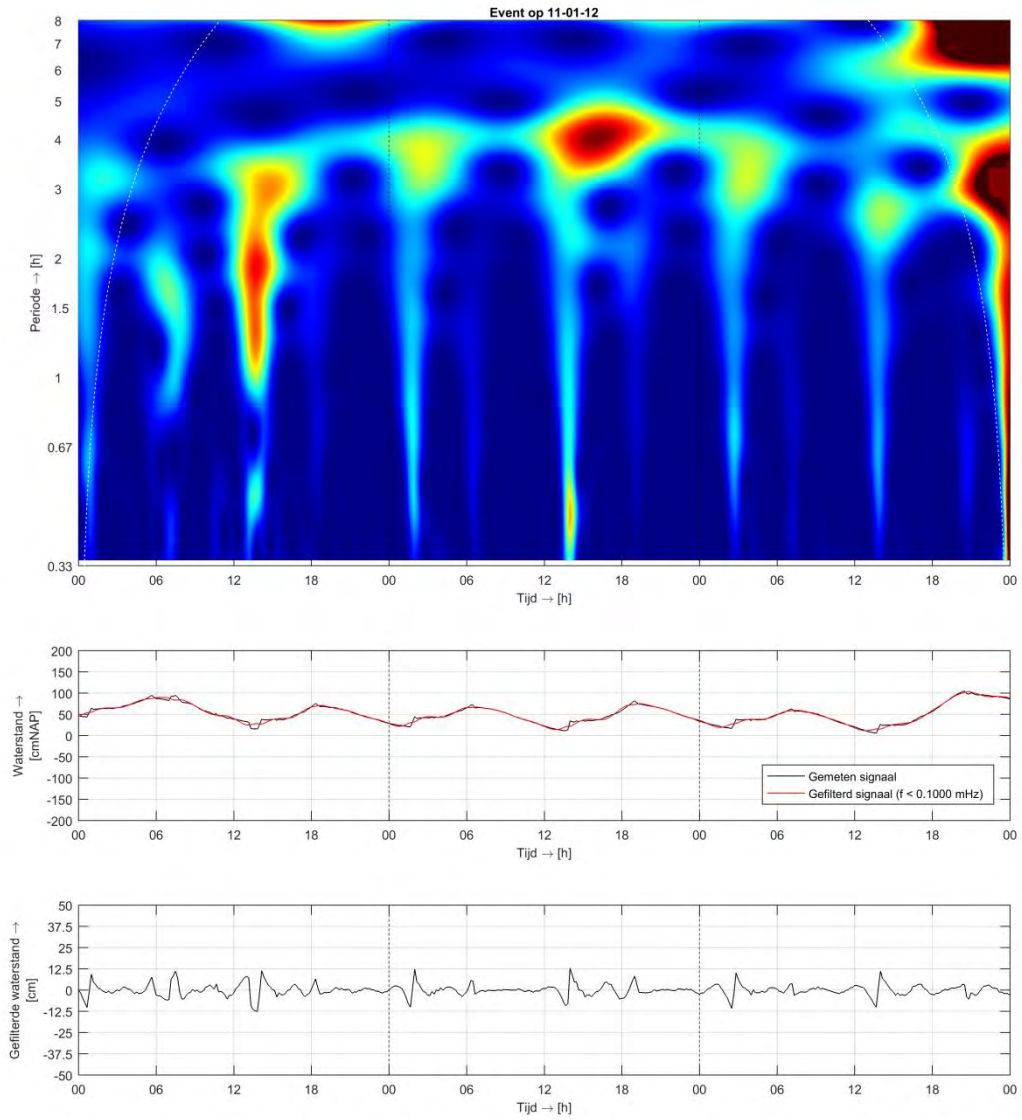 Event op 11-01-12
8
7
6
5
4
3
2
1.5
1
0.67
0.33
Periode → [h]
00 06 12 18 00 06 12 18 00 06 12 18 00
Tijd → [h]
200
150
100
50
0
-50
-100
-150
-200
Waterstand →
[cmNAP]
Gemeten signaal
Gefilterd signaal (f < 0.1000 mHz)
00 06 12 18 00 06 12 18 00 06 12 18 00
Tijd → [h]
50
37.5
25
12.5
0
-12.5
-25
-37.5
-50
Gefilterde waterstand →
[cm]
00 06 12 18 00 06 12 18 00 06 12 18 00
Tijd → [h]